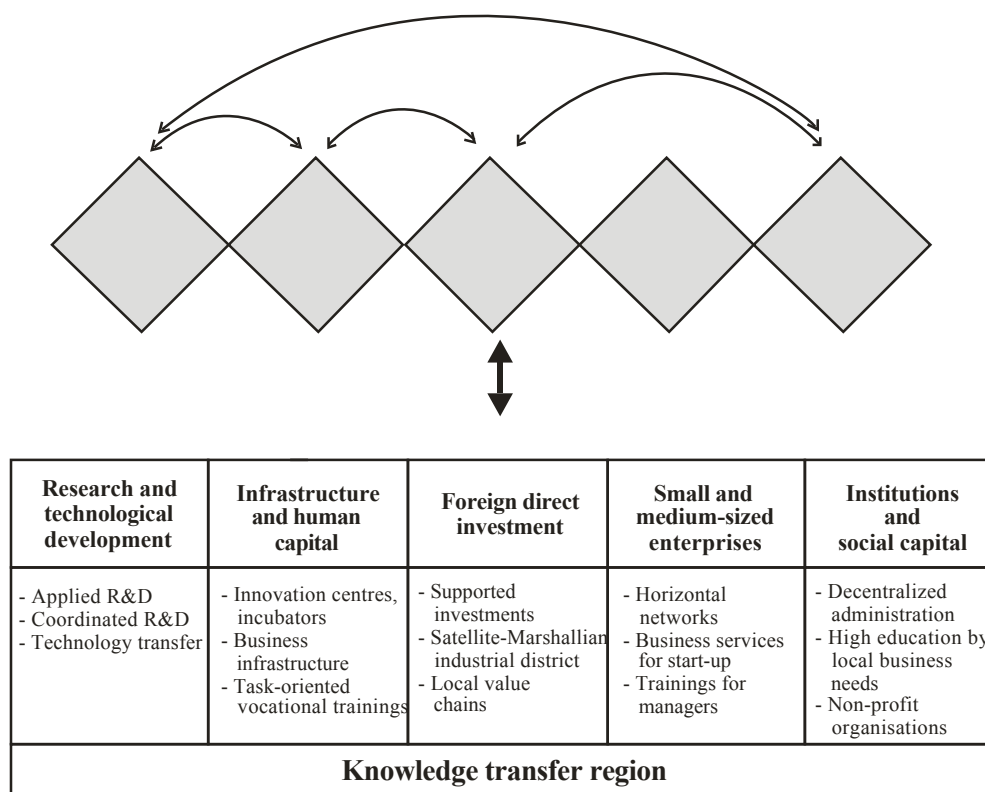 Research and
technological
development
Infrastructure
and human
capital
Foreign direct
investment
Small and
medium-sized
enterprises
Institutions
and
social capital
- Applied R&D
- Coordinated R&D
- Technology transfer
- Innovation centres,
incubators
- Business
infrastructure
- Task-oriented
vocational trainings
- Supported
investments
- Satellite-Marshallian
industrial district
- Local value
chains
- Horizontal
networks
- Business services
for start-up
- Trainings for
managers
- Decentralized
administration
- High education by
local business
needs
- Non-profit
organisations
Knowledge transfer region